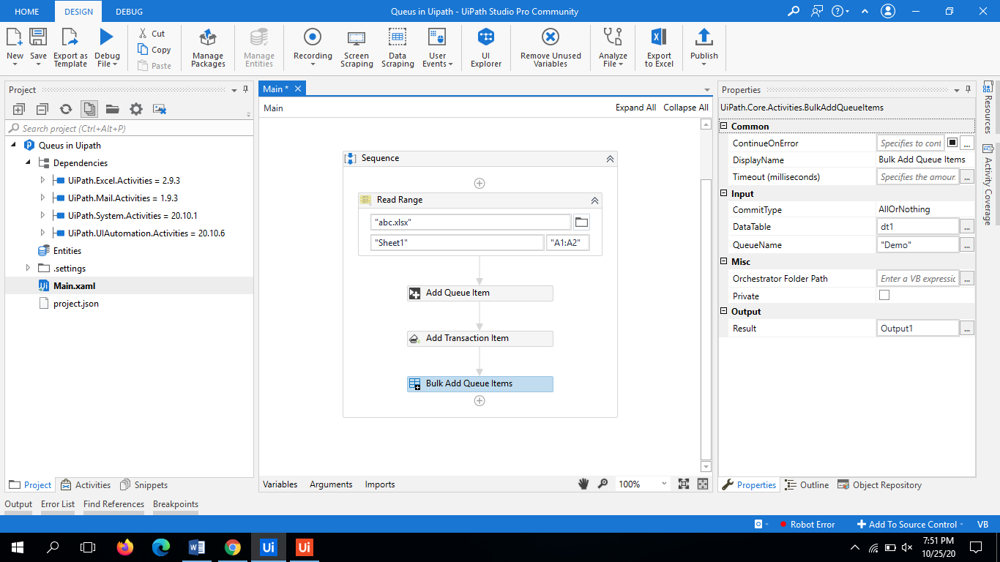 HOME DESIGN DEBUG Queus in Uipath - UiPath Studio Pro Community
New Save Export as Template Debug File Cut Copy Paste Manage Packages Manage Entities Recording Screen Scraping Data Scraping User Events UI Explorer Remove Unused Variables Analyze File Export to Excel Publish
Project
Search project (Ctrl+Alt+P)
Queus in Uipath
Dependencies
UiPath.Excel.Activities = 2.9.3
UiPath.Mail.Activities = 1.9.3
UiPath.System.Activities = 20.10.1
UiPath.UIAutomation.Activities = 20.10.6
Entities
.settings
Main.xaml
project.json
Project Activities Snippets
Main *
Main Expand All Collapse All
Sequence
Read Range
"abc.xlsx"
"Sheet1" "A1:A2"
Add Queue Item
Add Transaction Item
Bulk Add Queue Items
Variables Arguments Imports 100%
Properties
UiPath.Core.Activities.BulkAddQueueItems
Common
ContinueOnError Specifies to cont ...
DisplayName Bulk Add Queue Items
Timeout (milliseconds) Specifies the amour ...
Input
CommitType AllOrNothing
DataTable dt1 ...
QueueName "Demo" ...
Misc
Orchestrator Folder Path Enter a VB expressic ...
Private
Output
Result Output1 ...
Properties Outline Object Repository
Resources
Activity Coverage
Output Error List Find References Breakpoints
Robot Error Add To Source Control VB
7:51 PM
10/25/20